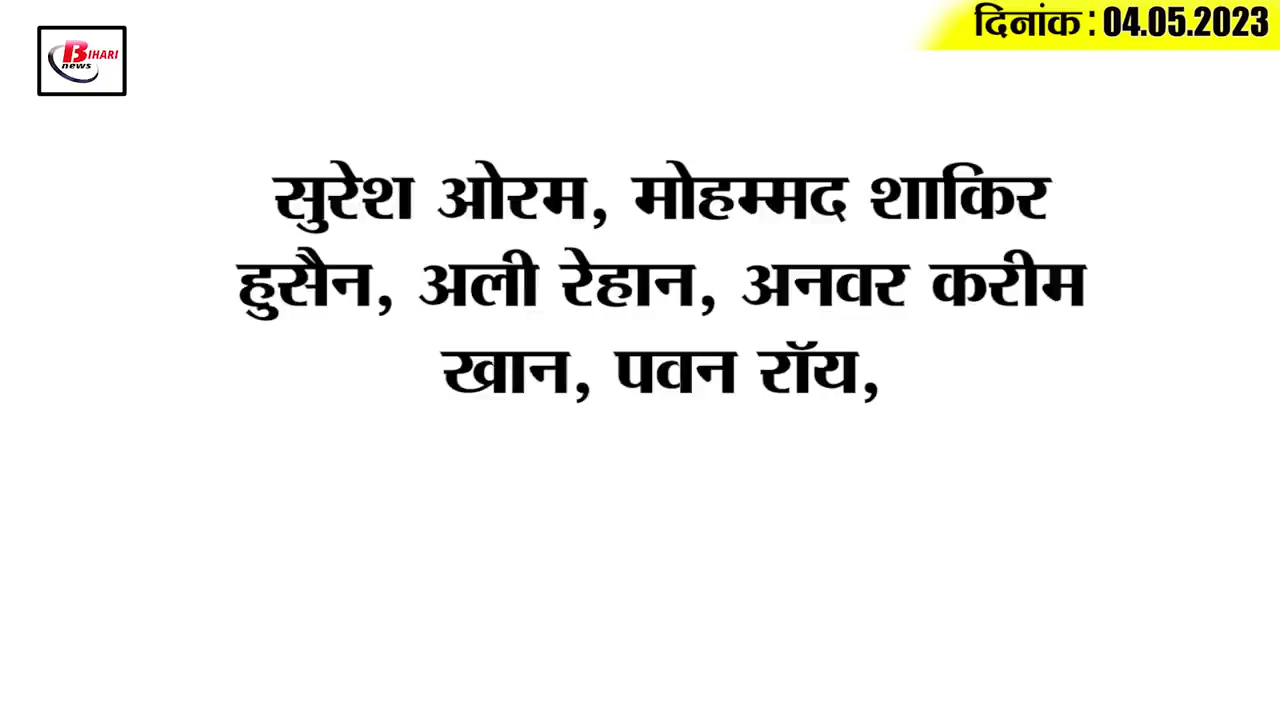 BIHARI
news
दिनांक : 04.05.2023
सुरेश ओरम, मोहम्मद शाकिर
हुसैन, अली रेहान, अनवर करीम
खान, पवन रॉय,